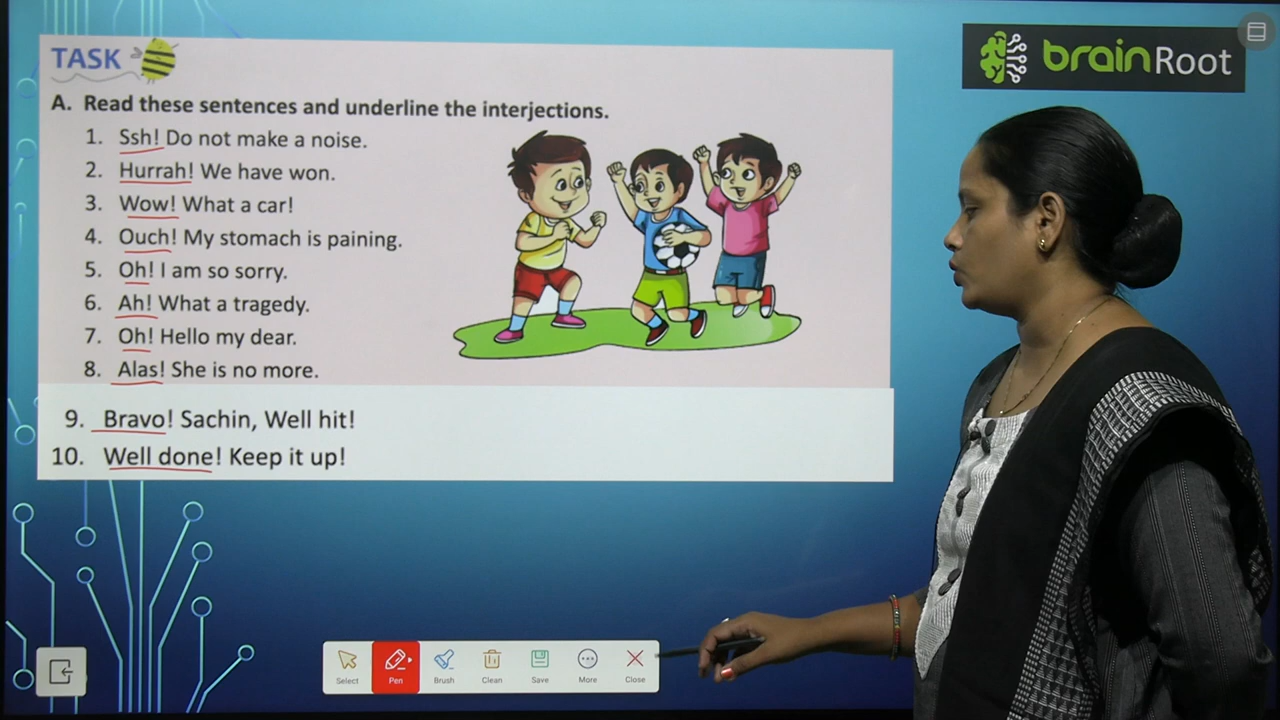 TASK
brainRoot
A. Read these sentences and underline the interjections.
1. Ssh! Do not make a noise.
2. Hurrah! We have won.
3. Wow! What a car!
4. Ouch! My stomach is paining.
5. Oh! I am so sorry.
6. Ah! What a tragedy.
7. Oh! Hello my dear.
8. Alas! She is no more.
9. Bravo! Sachin, Well hit!
10. Well done! Keep it up!
Select Pen Brush Clean Save More Close